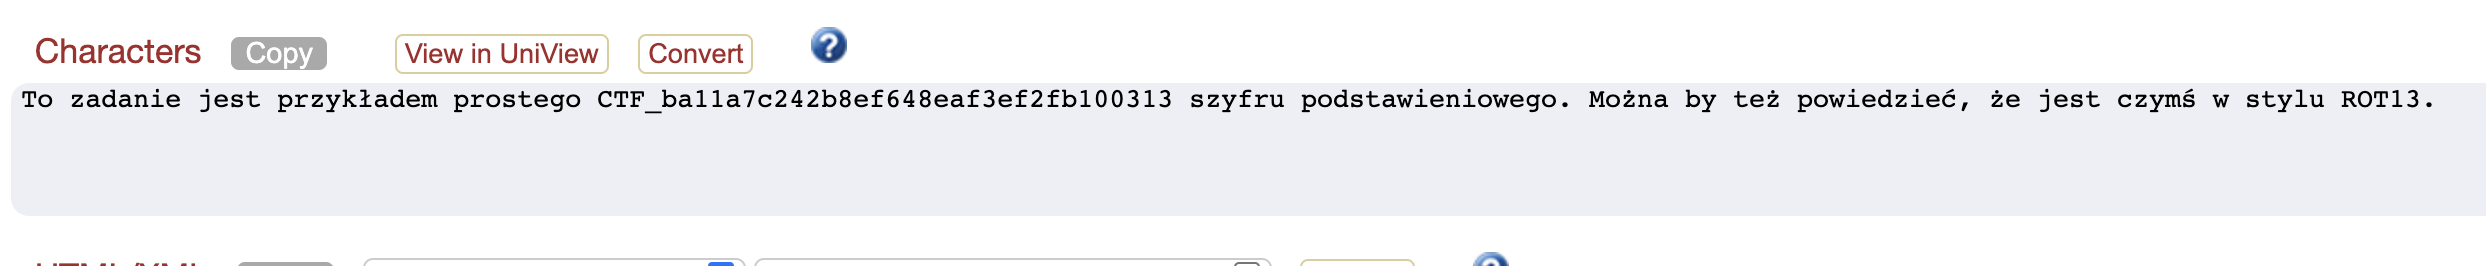 Characters Copy View in UniView Convert ?
To zadanie jest przykładem prostego CTF_ba11a7c242b8ef648eaf3ef2fb100313 szyfru podstawieniowego. Można by też powiedzieć, że jest czymś w stylu ROT13.